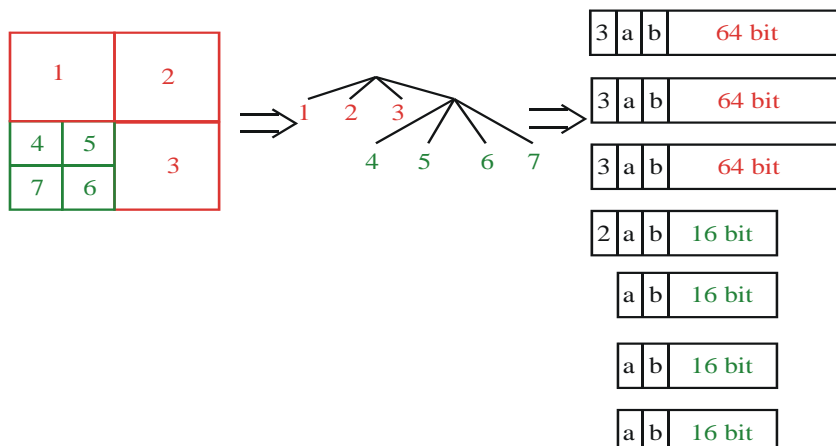 1 2
4 5
7 6 3
1 2 3
4 5 6 7
3 a b 64 bit
3 a b 64 bit
3 a b 64 bit
2 a b 16 bit
a b 16 bit
a b 16 bit
a b 16 bit